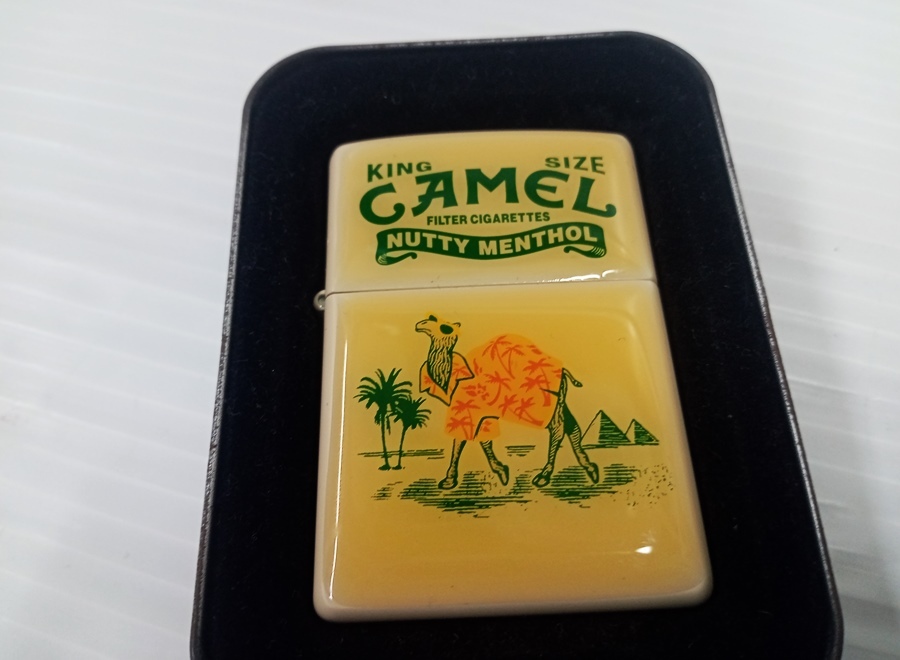 KING SIZE
CAMEL
FILTER CIGARETTES
NUTTY MENTHOL